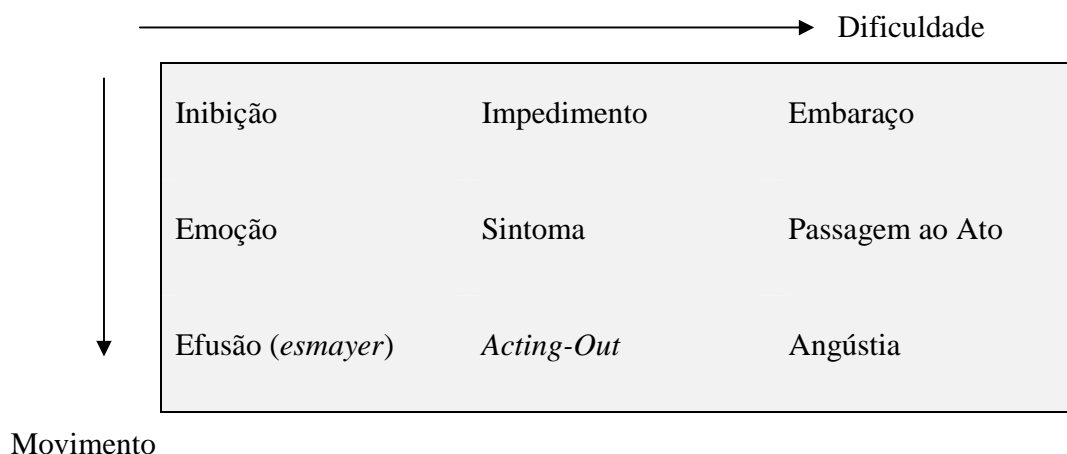 Dificuldade
Inibição Impedimento Embaraço
Emoção Sintoma Passagem ao Ato
Efusão (esmayer) Acting-Out Angústia
Movimento